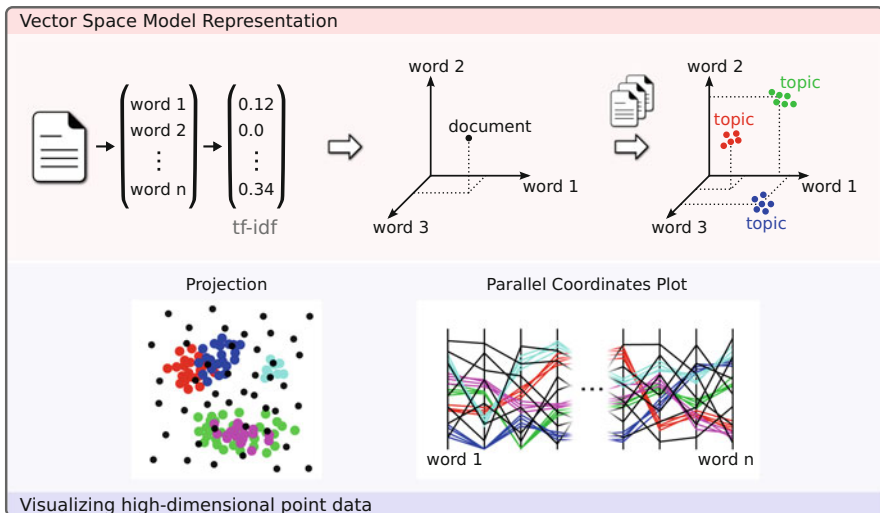 Vector Space Model Representation
word 1
word 2
⋮
word n
0.12
0.0
⋮
0.34
tf-idf
word 2
document
word 1
word 3
word 2
topic
topic
word 1
word 3
topic
Projection
Parallel Coordinates Plot
...
word 1
word n
Visualizing high-dimensional point data